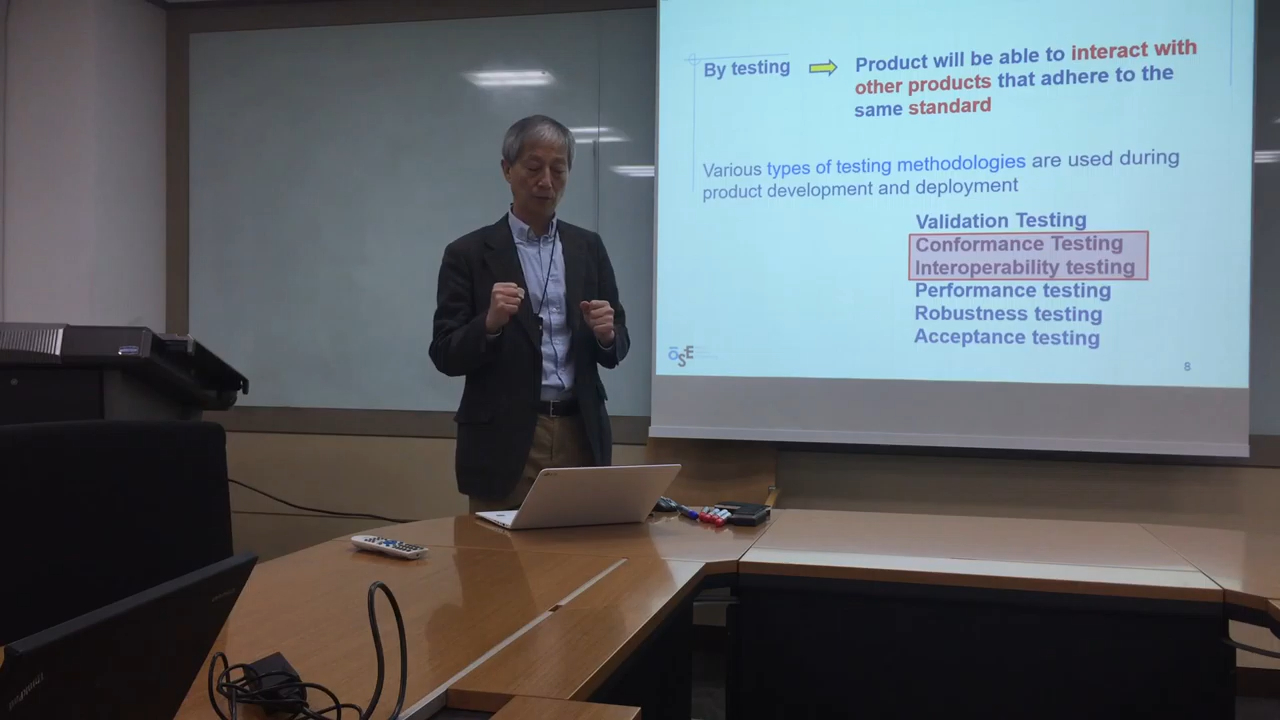 By testing
Product will be able to interact with
other products that adhere to the
same standard
Various types of testing methodologies are used during
product development and deployment
Validation Testing
Conformance Testing
Interoperability testing
Performance testing
Robustness testing
Acceptance testing
OSE
8